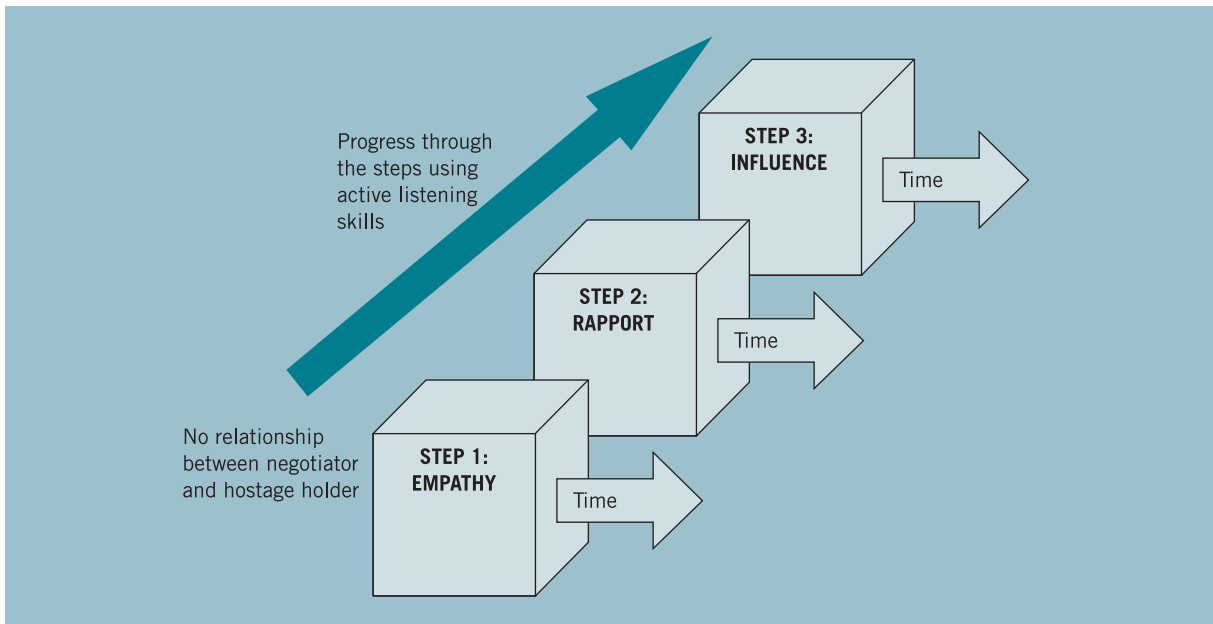 Progress through
the steps using
active listening
skills
STEP 3:
INFLUENCE
Time
STEP 2:
RAPPORT
Time
No relationship
between negotiator
and hostage holder
STEP 1:
EMPATHY
Time